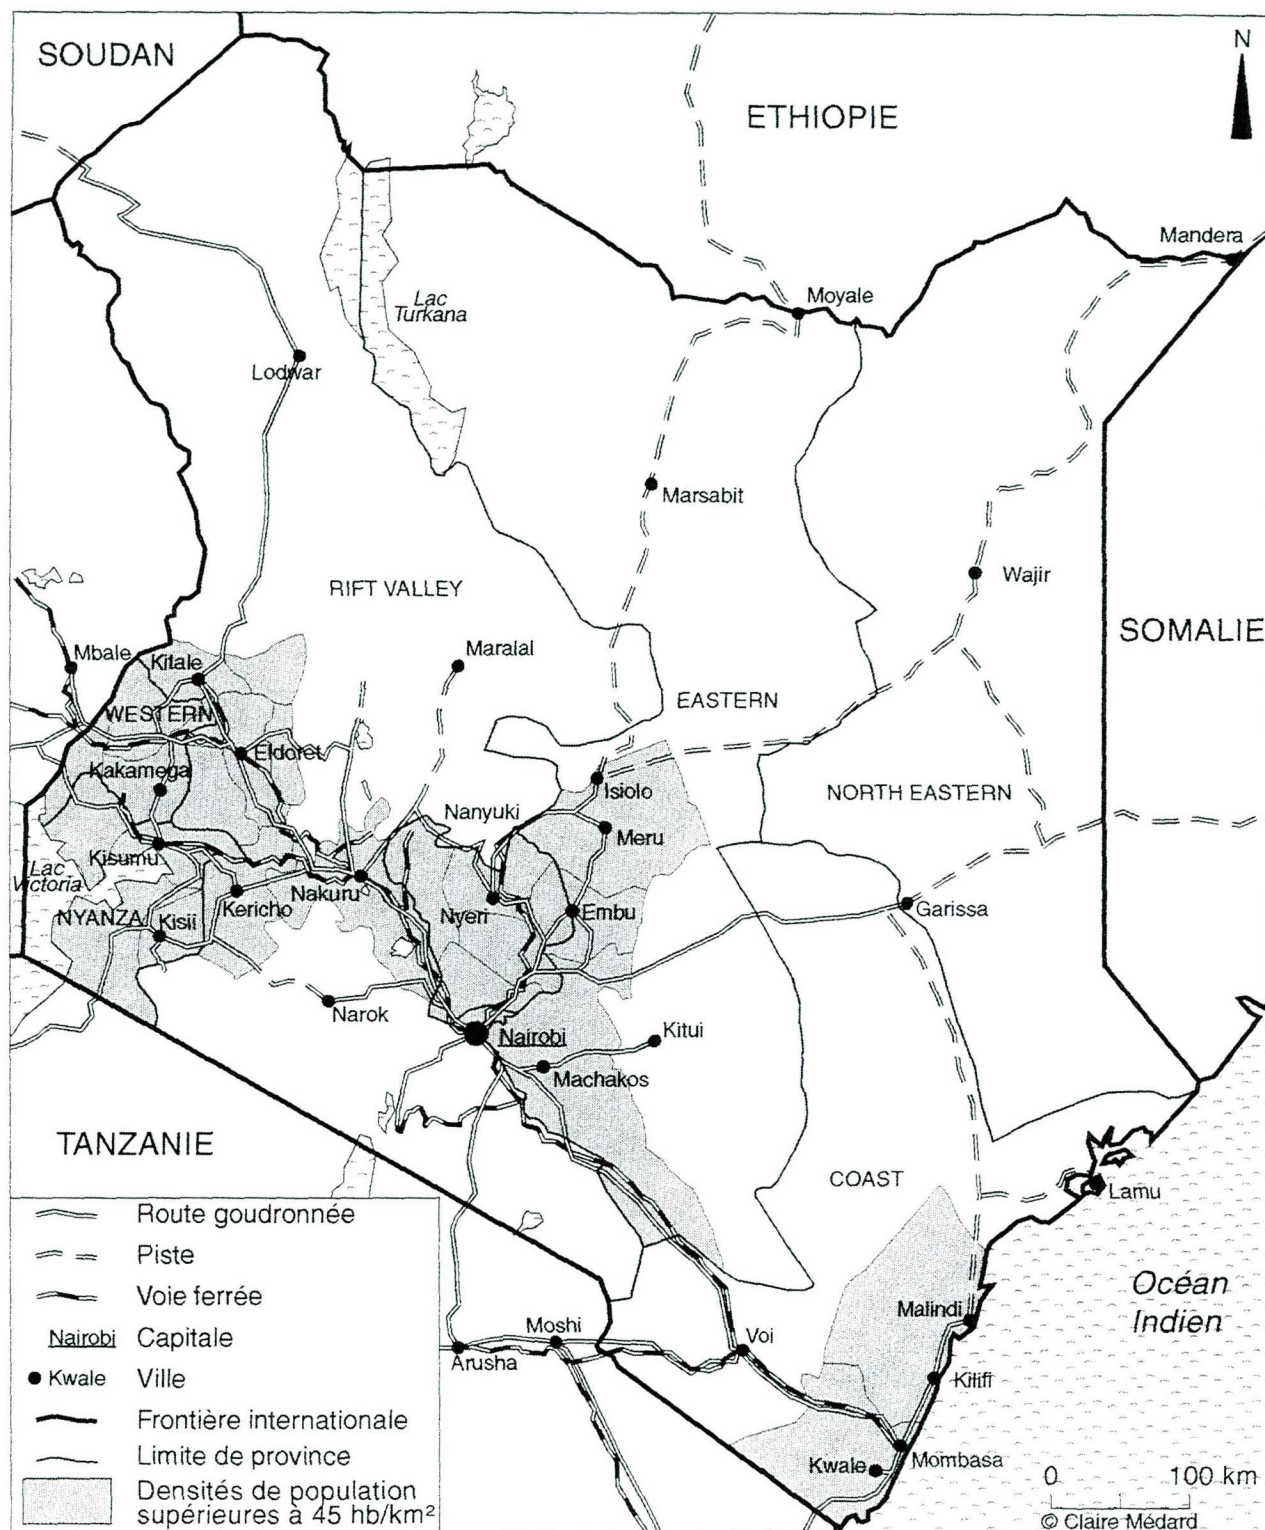 SOUDAN
ETHIOPIE
N
Mandera
Moyale
Lac
Turkana
Lodwar
Marsabit
Wajir
RIFT VALLEY
SOMALIE
Mbale
Kitale
Maralal
EASTERN
WESTERN
Eldoret
Kakamega
Isiolo
NORTH EASTERN
Nanyuki
Meru
Kisumu
Lac
Victoria
Nakuru
Kericho
Nyeri
Embu
Garissa
NYANZA
Kisii
Narok
Nairobi
Kitui
Machakos
TANZANIE
COAST
Lamu
Route goudronnée
Piste
Voie ferrée
Nairobi Capitale
Kwale Ville
Frontière internationale
Limite de province
Densités de population
supérieures à 45 hb/km²
Océan
Indien
Malindi
Moshi
Voi
Arusha
Kilifi
Mombasa
Kwale
0 100 km
© Claire Médard